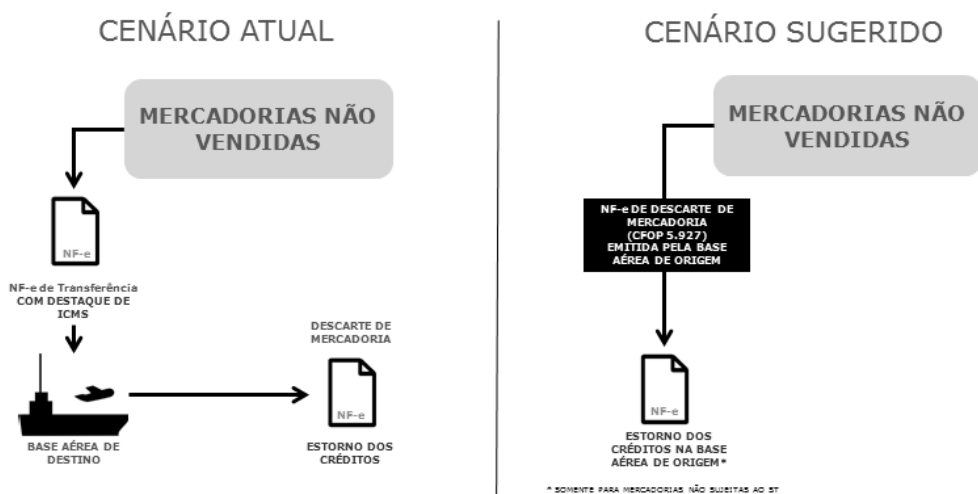 CENÁRIO ATUAL
MERCADORIAS NÃO
VENDIDAS
NF-e
NF-e de Transferência
COM DESTAQUE DE
ICMS
BASE AÉREA DE
DESTINO
DESCARTE DE
MERCADORIA
NF-e
ESTORNO DOS
CRÉDITOS
CENÁRIO SUGERIDO
MERCADORIAS NÃO
VENDIDAS
NF-e DE DESCARTE DE
MERCADORIA
(CFOP 5.927)
EMITIDA PELA BASE
AÉREA DE ORIGEM
NF-e
ESTORNO DOS
CRÉDITOS NA BASE
AÉREA DE ORIGEM*
* SOMENTE PARA MERCADORIAS NÃO SUJEITAS AO ST